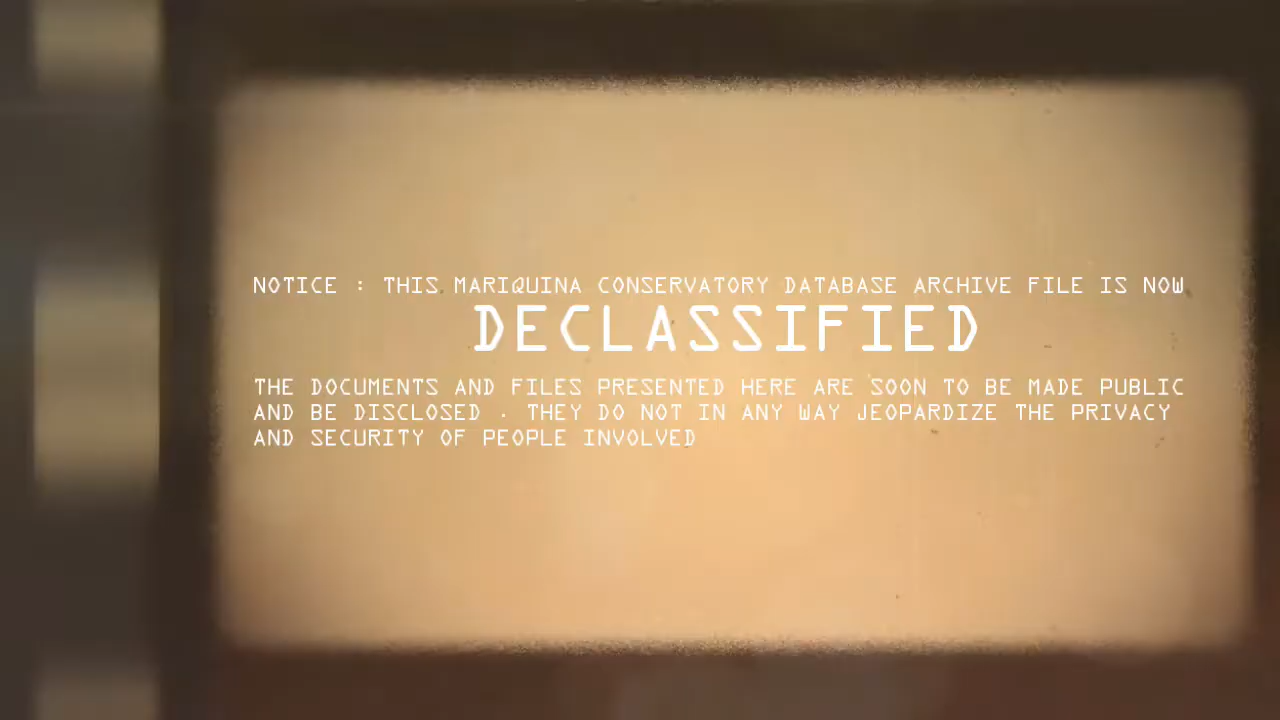 NOTICE : THIS MARIQUINA CONSERVATORY DATABASE ARCHIVE FILE IS NOW
DECLASSIFIED
THE DOCUMENTS AND FILES PRESENTED HERE ARE SOON TO BE MADE PUBLIC
AND BE DISCLOSED . THEY DO NOT IN ANY WAY JEOPARDIZE THE PRIVACY
AND SECURITY OF PEOPLE INVOLVED